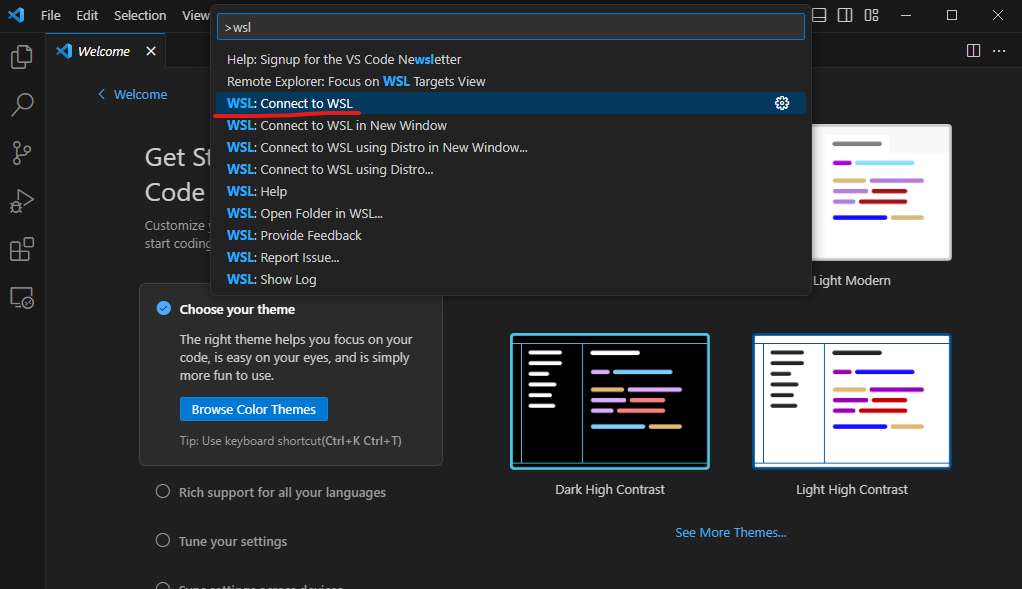 File Edit Selection View
>wsl
Help: Signup for the VS Code Newsletter
Remote Explorer: Focus on WSL Targets View
WSL: Connect to WSL
WSL: Connect to WSL in New Window
WSL: Connect to WSL using Distro in New Window...
WSL: Connect to WSL using Distro...
WSL: Help
WSL: Open Folder in WSL...
WSL: Provide Feedback
WSL: Report Issue...
WSL: Show Log
Welcome
Welcome
Get St
Code
Customize
start coding
Choose your theme
The right theme helps you focus on your
code, is easy on your eyes, and is simply
more fun to use.
Browse Color Themes
Tip: Use keyboard shortcut(Ctrl+K Ctrl+T)
Rich support for all your languages
Tune your settings
Sync settings across devices
Light Modern
Dark High Contrast
Light High Contrast
See More Themes...